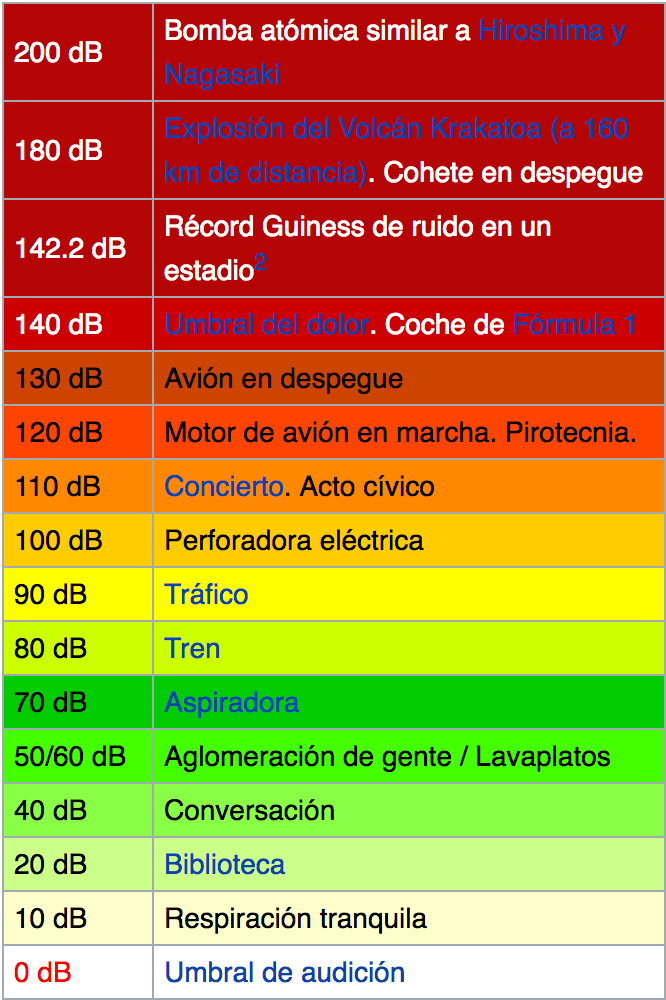 200 dB
Bomba atómica similar a Hiroshima y
Nagasaki
180 dB
Explosión del Volcán Krakatoa (a 160
km de distancia). Cohete en despegue
142.2 dB
Récord Guiness de ruido en un
estadio2
140 dB
Umbral del dolor. Coche de Fórmula 1
130 dB
Avión en despegue
120 dB
Motor de avión en marcha. Pirotecnia.
110 dB
Concierto. Acto cívico
100 dB
Perforadora eléctrica
90 dB
Tráfico
80 dB
Tren
70 dB
Aspiradora
50/60 dB
Aglomeración de gente / Lavaplatos
40 dB
Conversación
20 dB
Biblioteca
10 dB
Respiración tranquila
0 dB
Umbral de audición